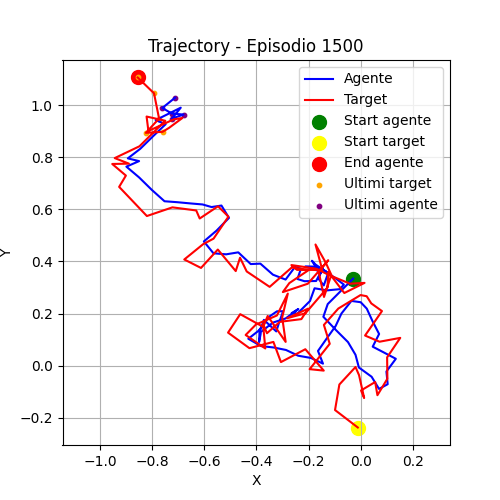 Trajectory - Episodio 1500
Agente
Target
Start agente
Start target
End agente
Ultimi target
Ultimi agente
1.0
0.8
0.6
0.4
0.2
0.0
−0.2
Y
−1.0 −0.8 −0.6 −0.4 −0.2 0.0 0.2
X